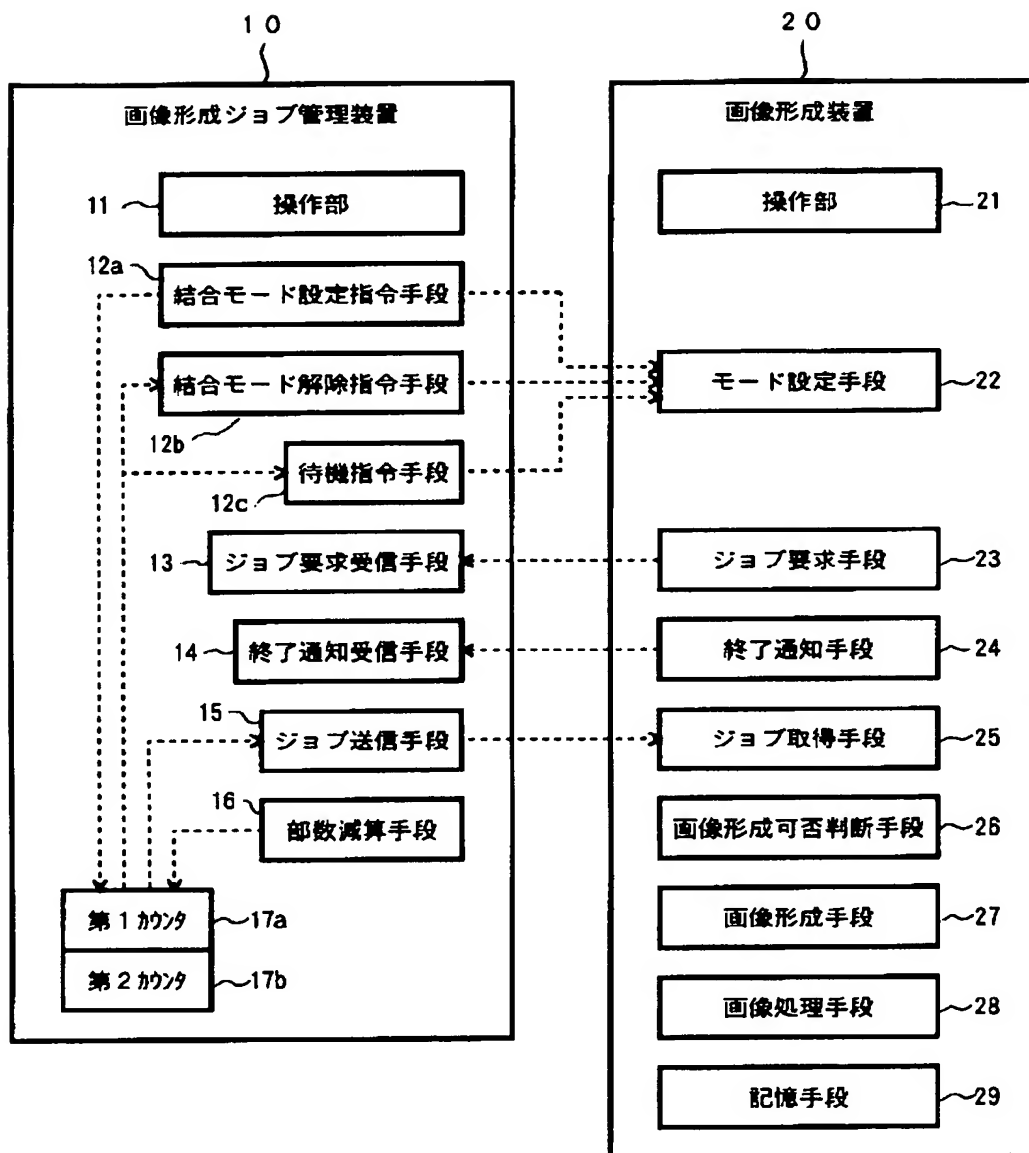 10
20
画像形成ジョブ管理装置
画像形成装置
11
操作部
操作部
21
12a
結合モード設定指令手段
結合モード解除指令手段
12b
モード設定手段
22
待機指令手段
12c
13
ジョブ要求受信手段
ジョブ要求手段
23
14
終了通知受信手段
終了通知手段
24
15
ジョブ送信手段
ジョブ取得手段
25
16
部数減算手段
画像形成可否判断手段
26
第1カウンタ
17a
画像形成手段
27
第2カウンタ
17b
画像処理手段
28
記憶手段
29